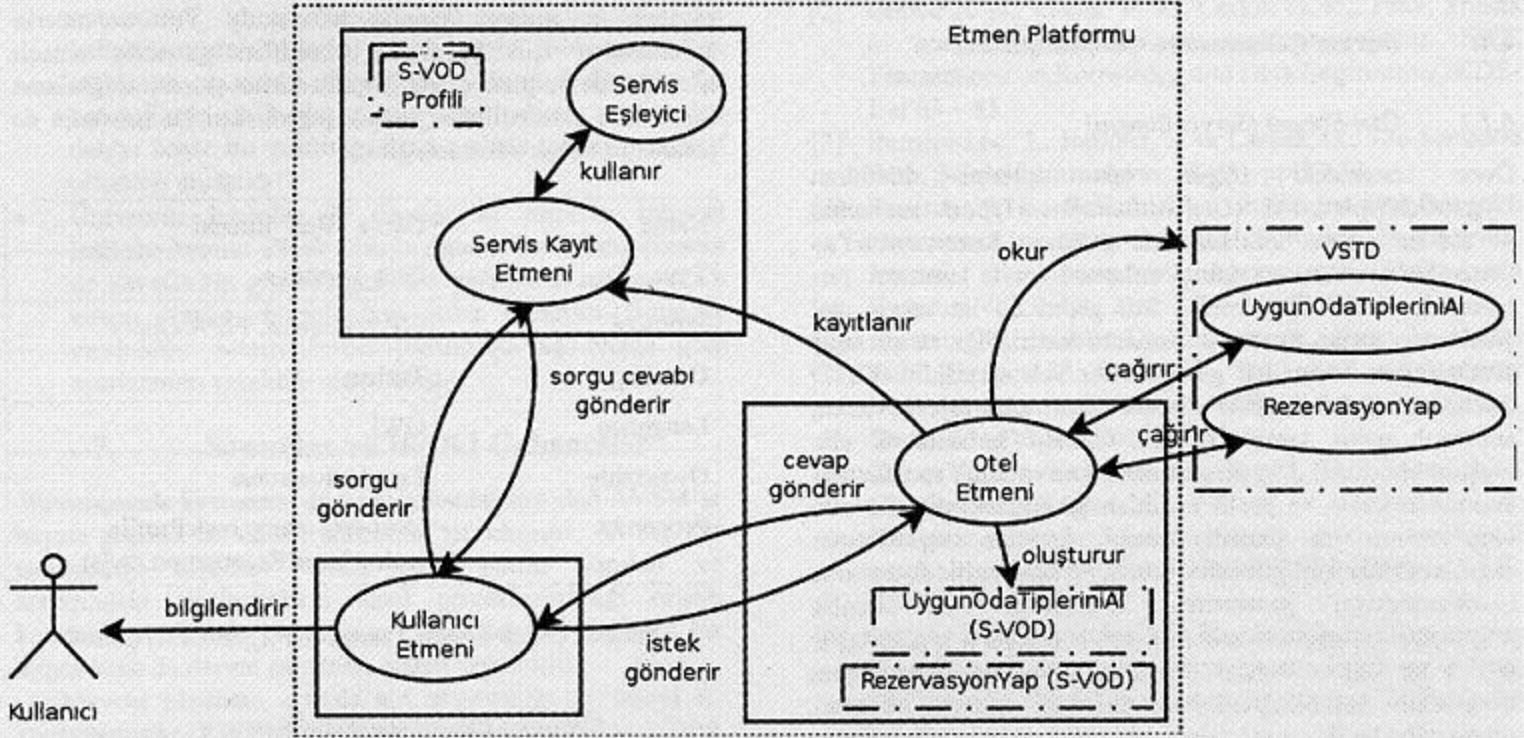 Etmen Platformu
S-VOD
Profili
Servis
Eşleyici
kullanır
Servis Kayıt
Etmeni
okur
VSTD
UygunOdaTipleriniAl
kayıtlanır
çağırır
sorgu cevabı
gönderir
RezervasyonYap
çağırır
cevap
gönderir
Otel
Etmeni
sorgu
gönderir
oluşturur
bilgilendirir
Kullanıcı
Etmeni
UygunOdaTipleriniAl
(S-VOD)
istek
gönderir
RezervasyonYap (S-VOD)
Kullanıcı